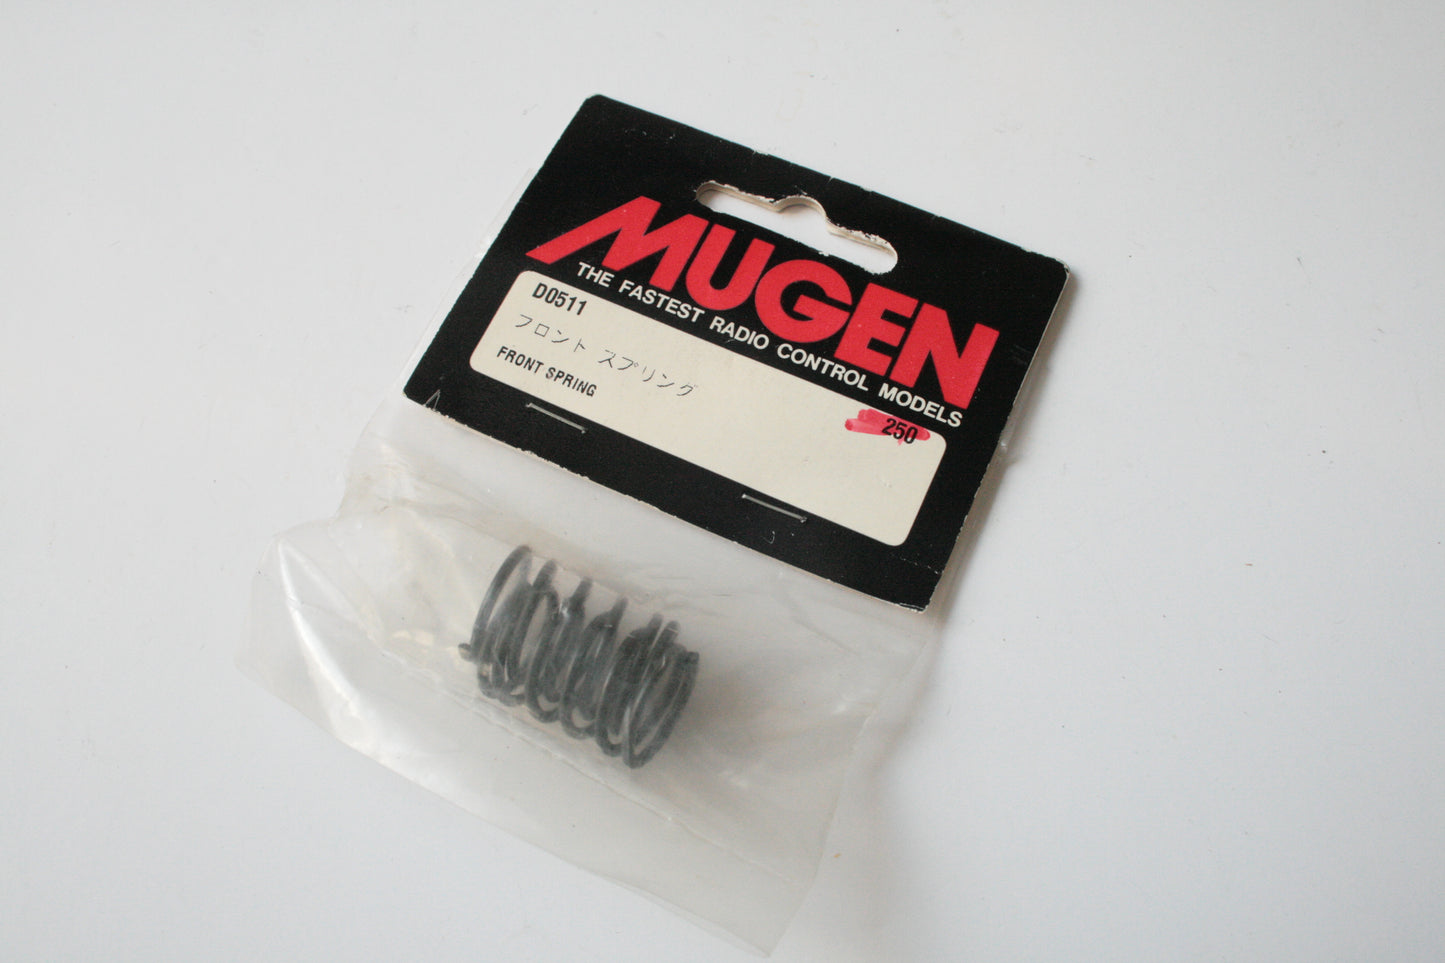 MUGEN
THE FASTEST RADIO CONTROL MODELS
D0511
フロント スプリング
FRONT SPRING
250